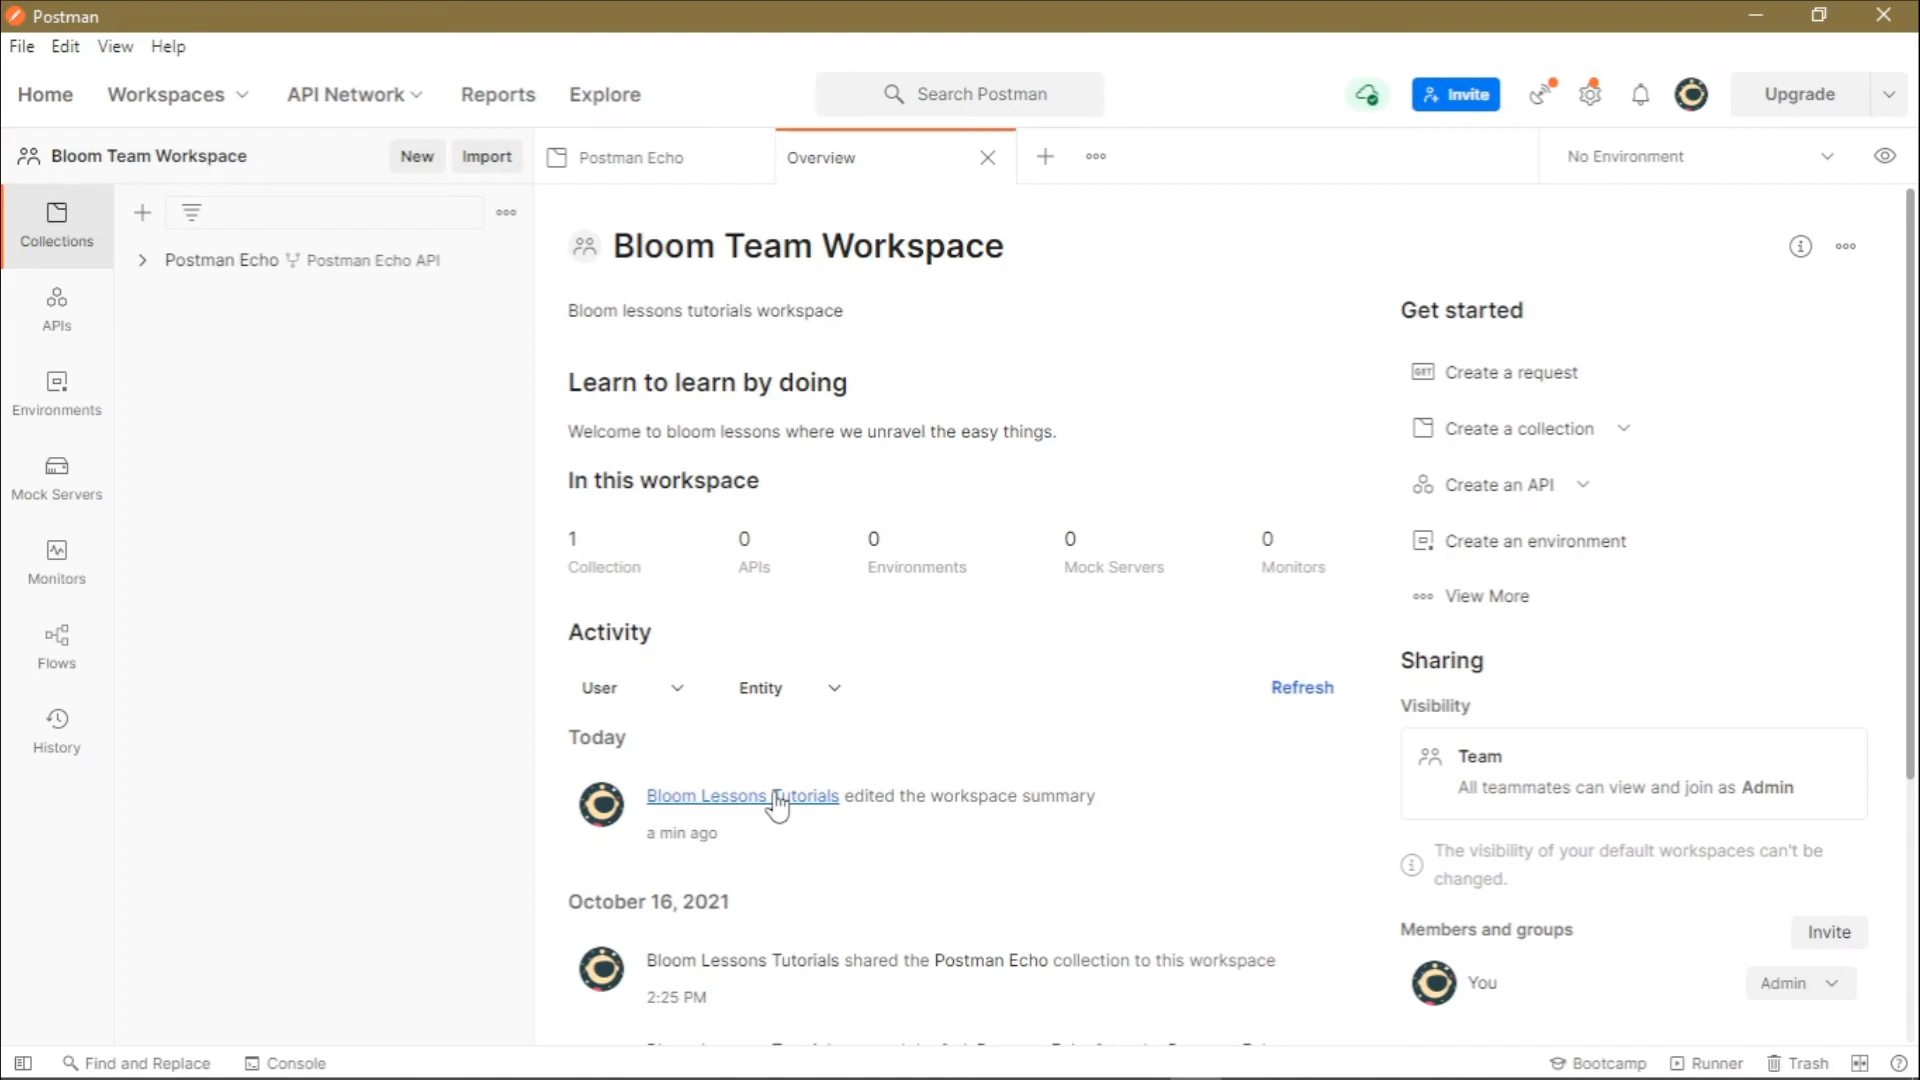 Postman
File Edit View Help
Home Workspaces API Network Reports Explore Search Postman Invite Upgrade
Bloom Team Workspace New Import Postman Echo Overview No Environment
Collections
Postman Echo Postman Echo API
APIs
Environments
Mock Servers
Monitors
Flows
History
Bloom Team Workspace
Bloom lessons tutorials workspace
Learn to learn by doing
Welcome to bloom lessons where we unravel the easy things.
In this workspace
1 0 0 0 0
Collection APIs Environments Mock Servers Monitors
Activity
User Entity Refresh
Today
Bloom Lessons Tutorials edited the workspace summary
a min ago
October 16, 2021
Bloom Lessons Tutorials shared the Postman Echo collection to this workspace
2:25 PM
Get started
GET Create a request
Create a collection
Create an API
Create an environment
View More
Sharing
Visibility
Team
All teammates can view and join as Admin
The visibility of your default workspaces can't be
changed.
Members and groups Invite
You Admin
Find and Replace Console Bootcamp Runner Trash